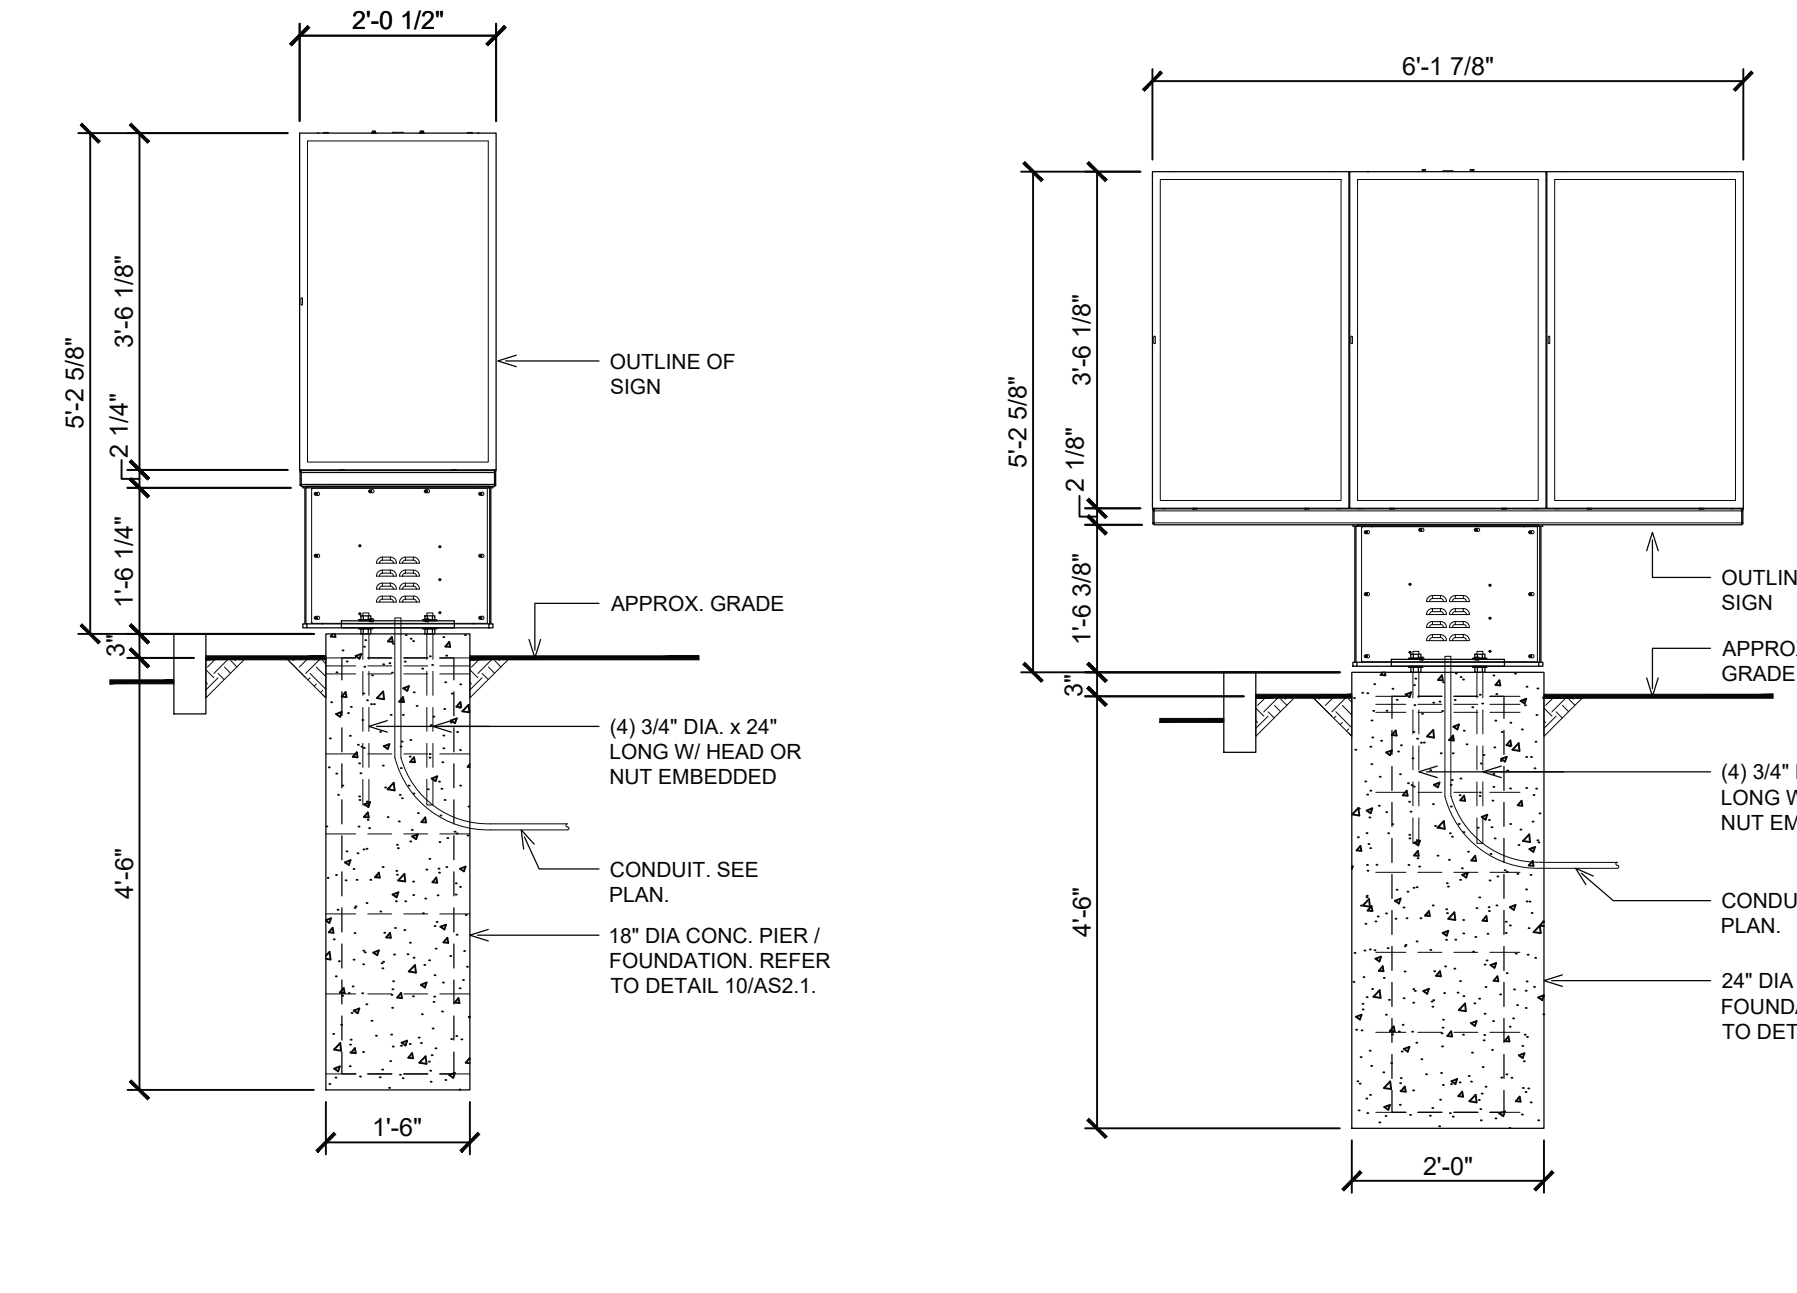 2'-0 1/2"
5'-2 5/8"
3'-6 1/8"
2 1/4"
1'-6 1/4"
3"
4'-6"
OUTLINE OF
SIGN
APPROX. GRADE
(4) 3/4" DIA. x 24"
LONG W/ HEAD OR
NUT EMBEDDED
CONDUIT. SEE
PLAN.
18" DIA CONC. PIER /
FOUNDATION. REFER
TO DETAIL 10/AS2.1.
1'-6"
6'-1 7/8"
5'-2 5/8"
3'-6 1/8"
2 1/8"
1'-6 3/8"
3"
4'-6"
OUTLIN
SIGN
APPROX
GRADE
(4) 3/4"
LONG W
NUT EM
CONDU
PLAN.
24" DIA
FOUNDA
TO DET
2'-0"